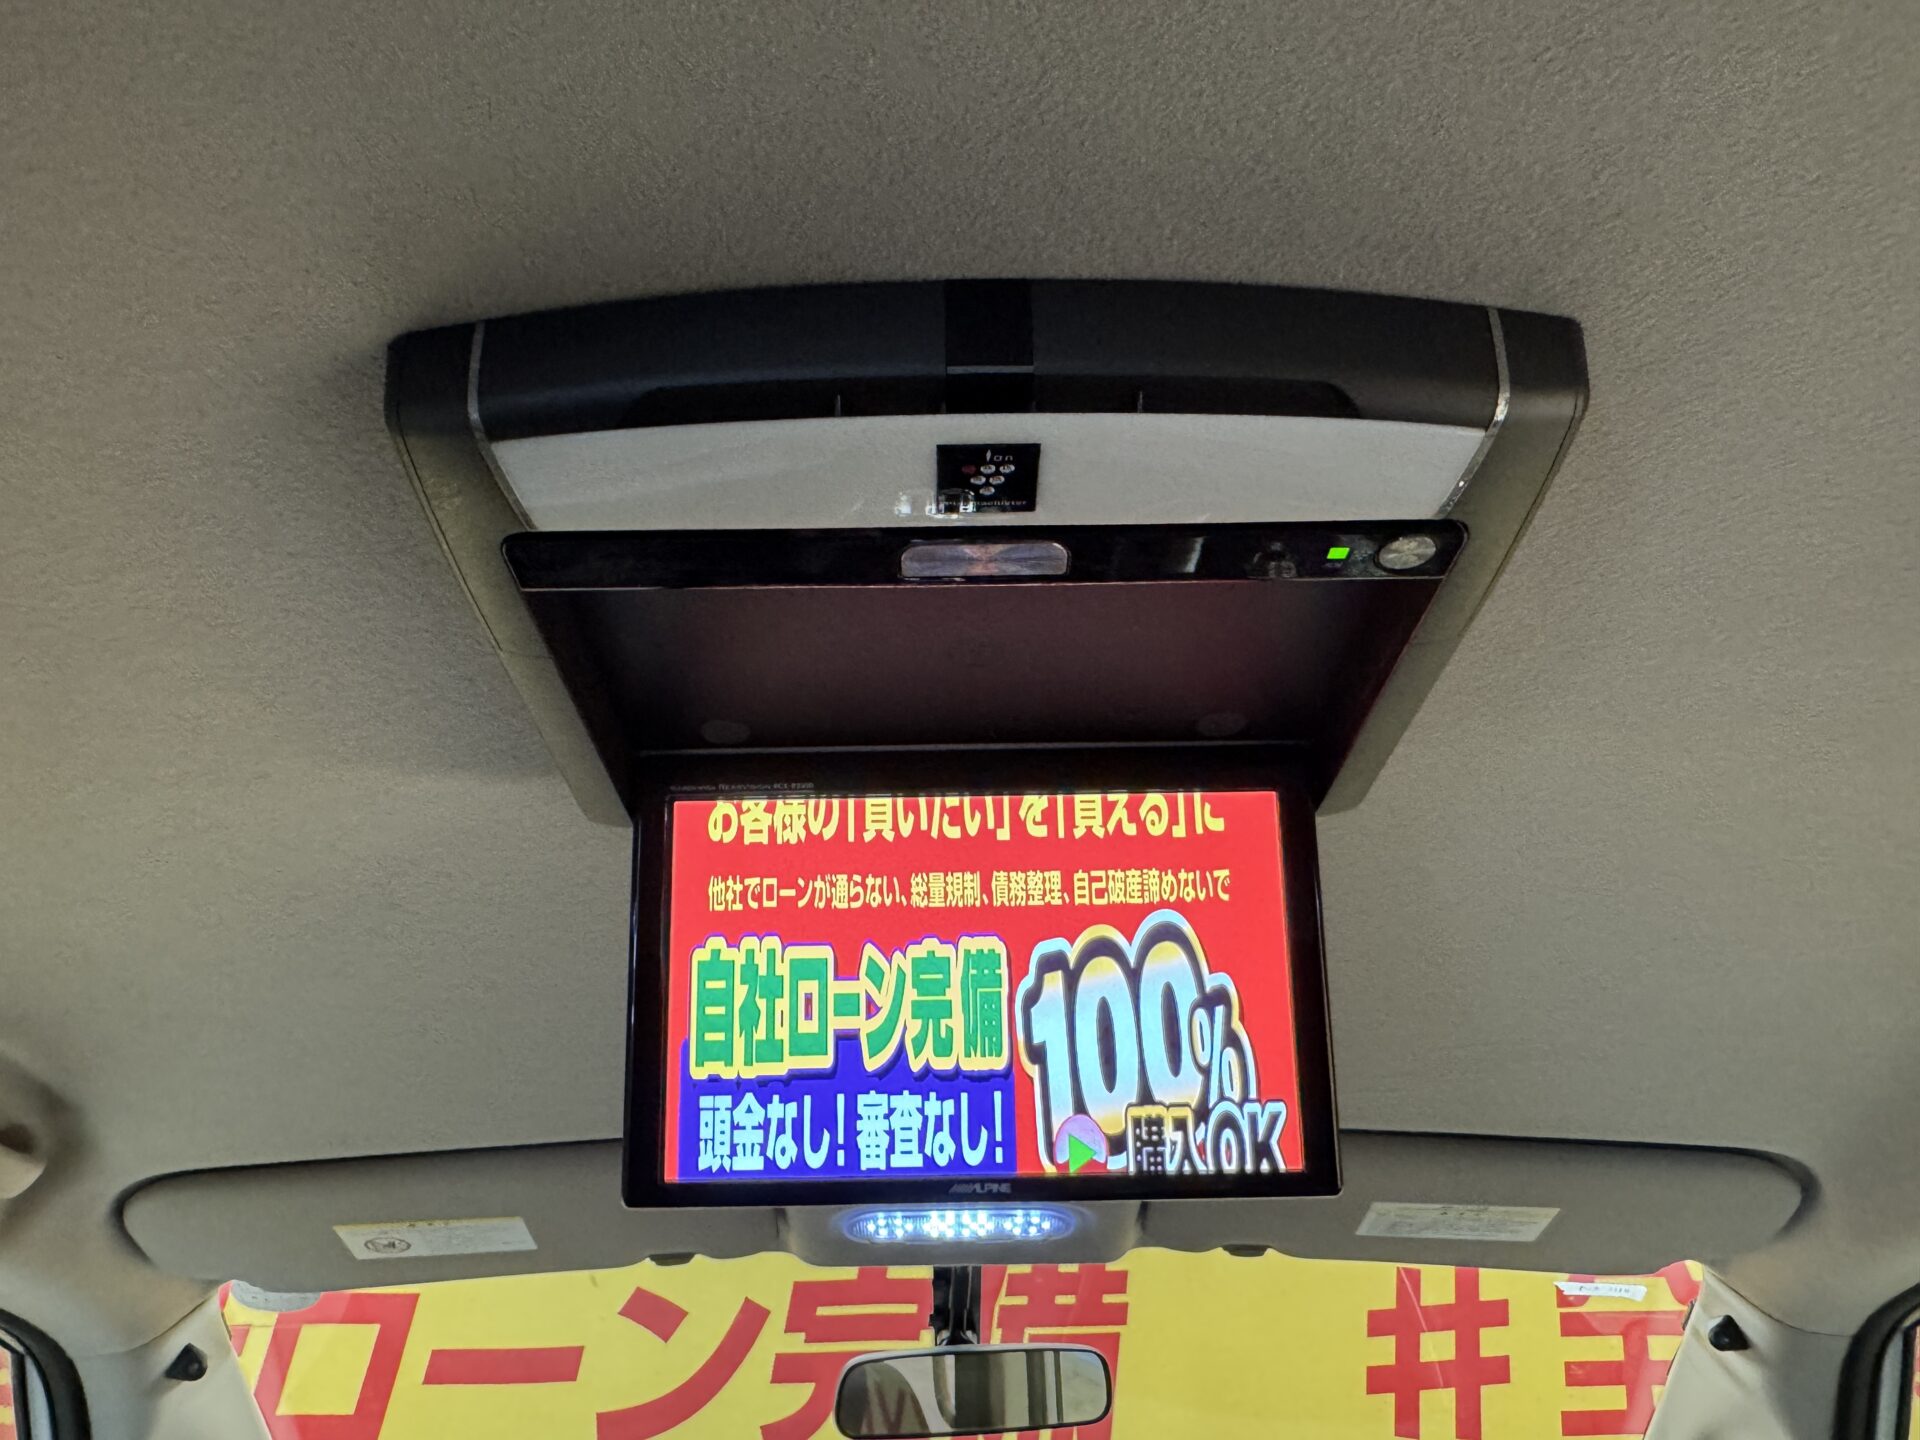 Ion
お客様の「買いたい」を「買える」に
他社でローンが通らない、総量規制、債務整理、自己破産諦めないで
自社ローン完備
100%
頭金なし!審査なし!
購入OK
ALPINE
ローン完備